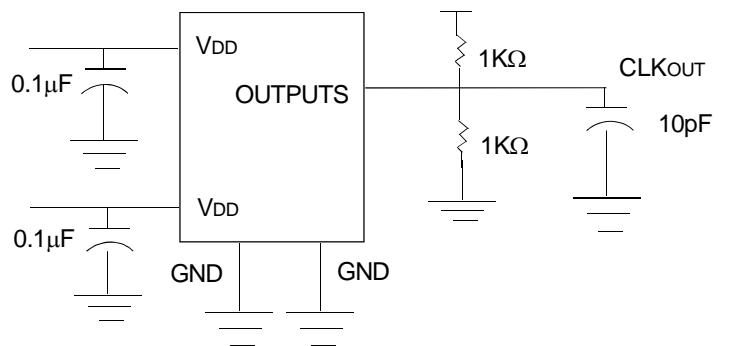 VDD
1KΩ
CLKOUT
0.1μF
OUTPUTS
10pF
1KΩ
VDD
0.1μF
GND
GND